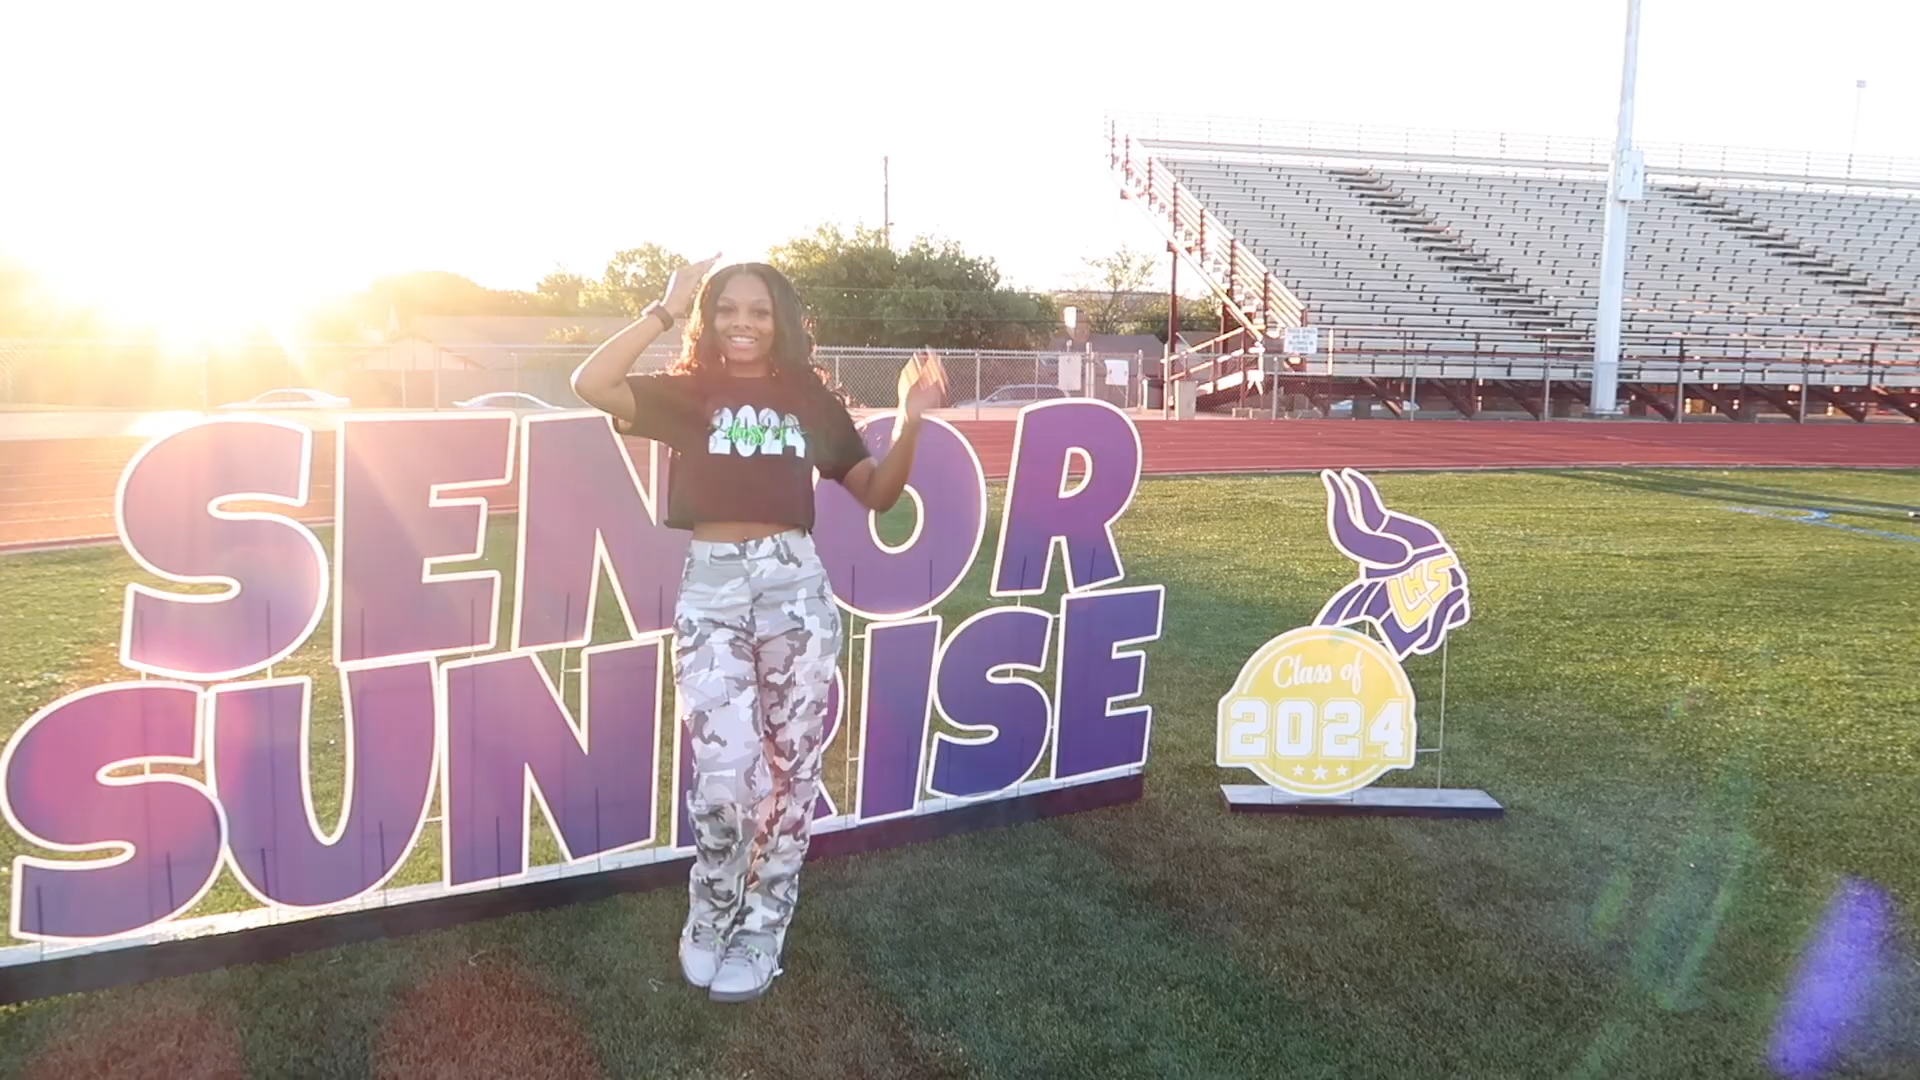 SENIOR
SUNRISE
2024
class of
LHS
Class of
2024